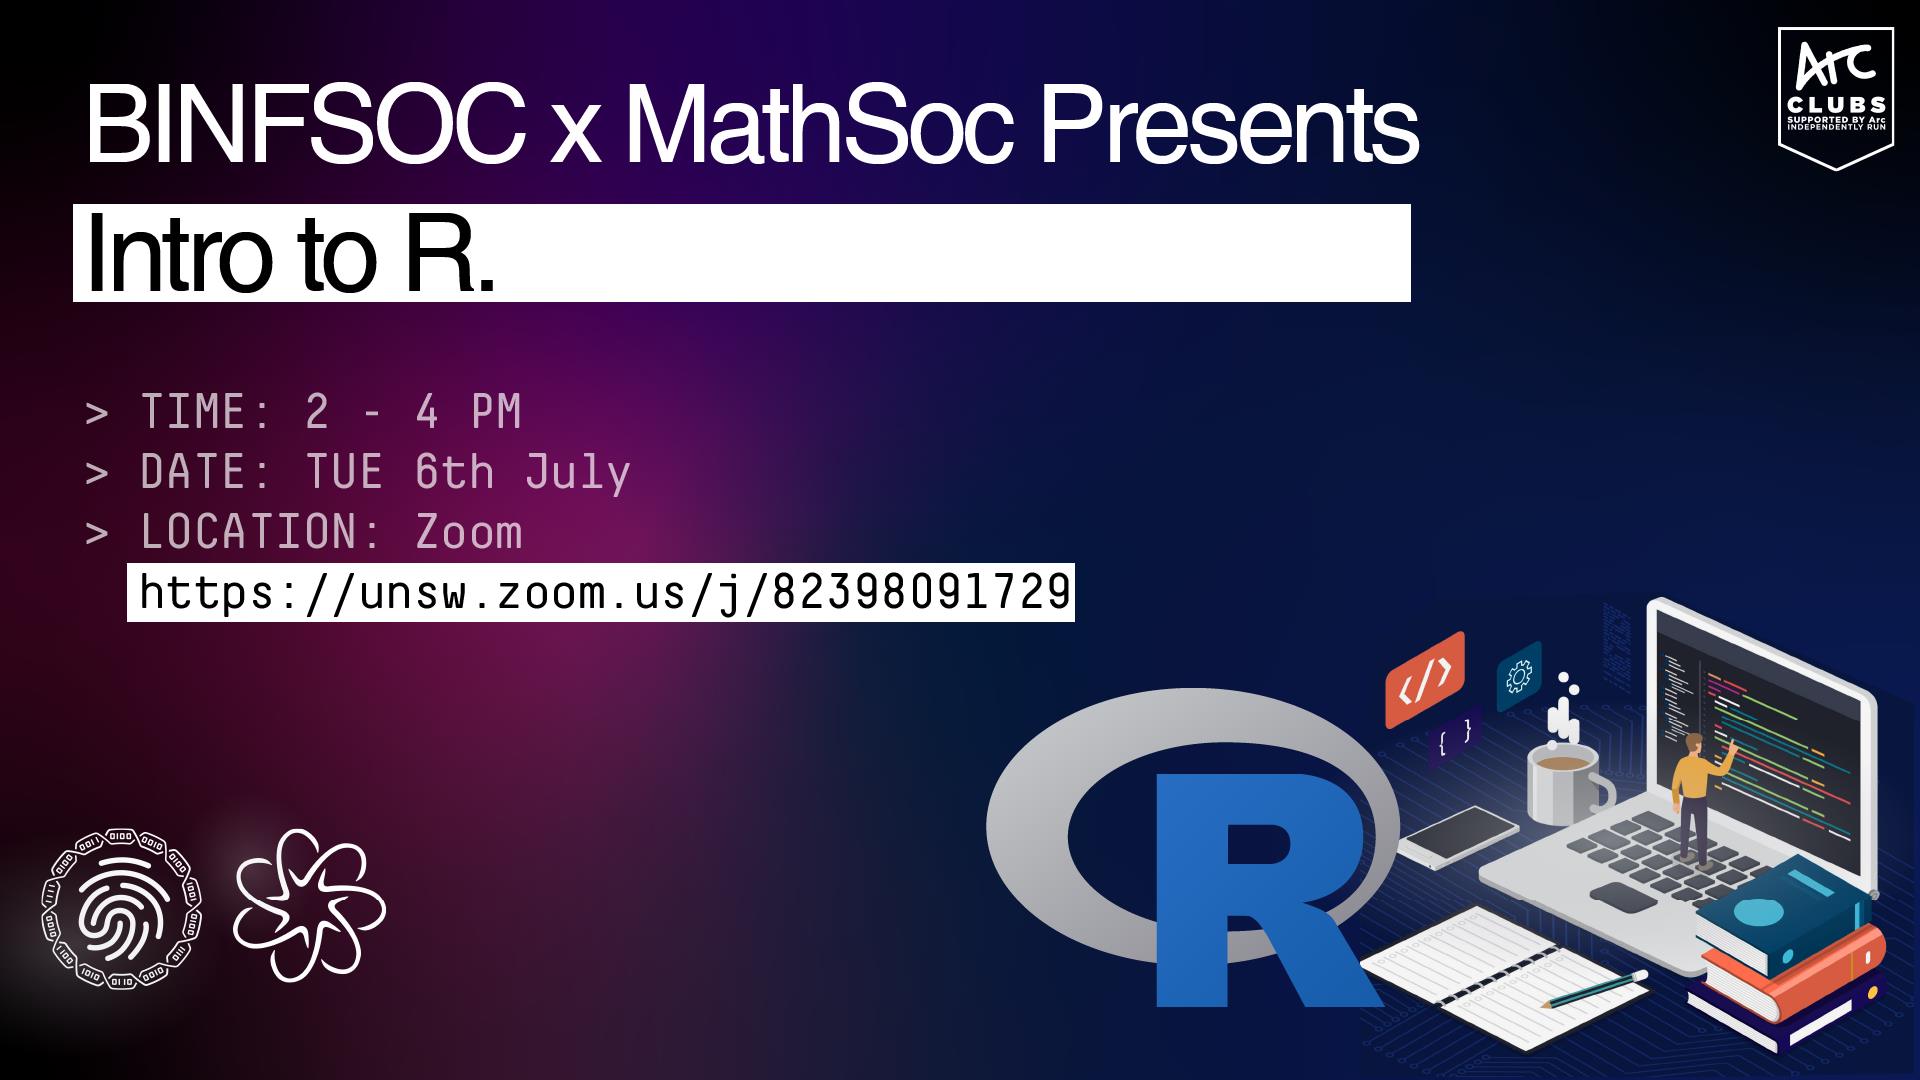 BINFSOC x MathSoc Presents
Intro to R.
> TIME: 2 - 4 PM
> DATE: TUE 6th July
> LOCATION: Zoom
https://unsw.zoom.us/j/82398091729
Arc
CLUBS
SUPPORTED BY Arc
INDEPENDENTLY RUN
R